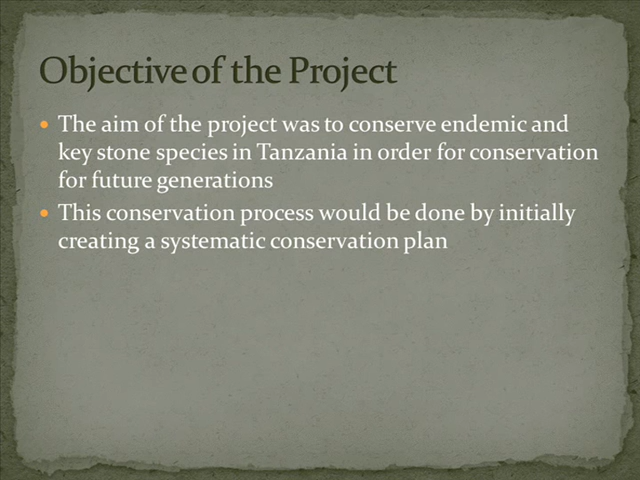 Objective of the Project
The aim of the project was to conserve endemic and
key stone species in Tanzania in order for conservation
for future generations
This conservation process would be done by initially
creating a systematic conservation plan